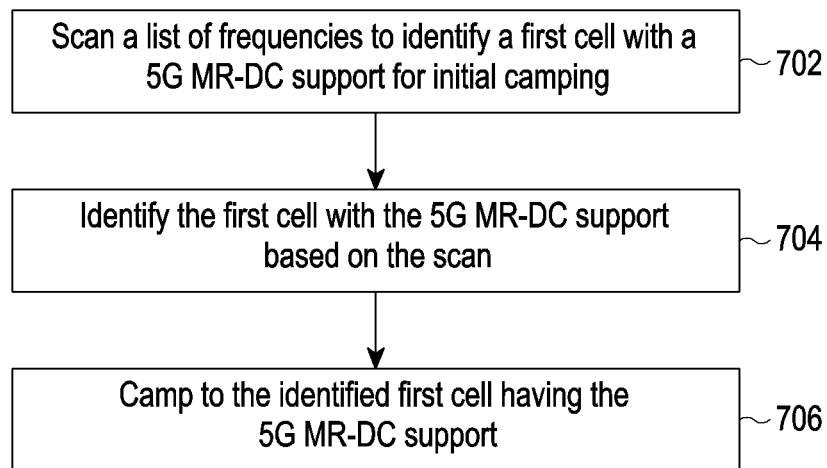 Scan a list of frequencies to identify a first cell with a
5G MR-DC support for initial camping
702
Identify the first cell with the 5G MR-DC support
based on the scan
704
Camp to the identified first cell having the
5G MR-DC support
706